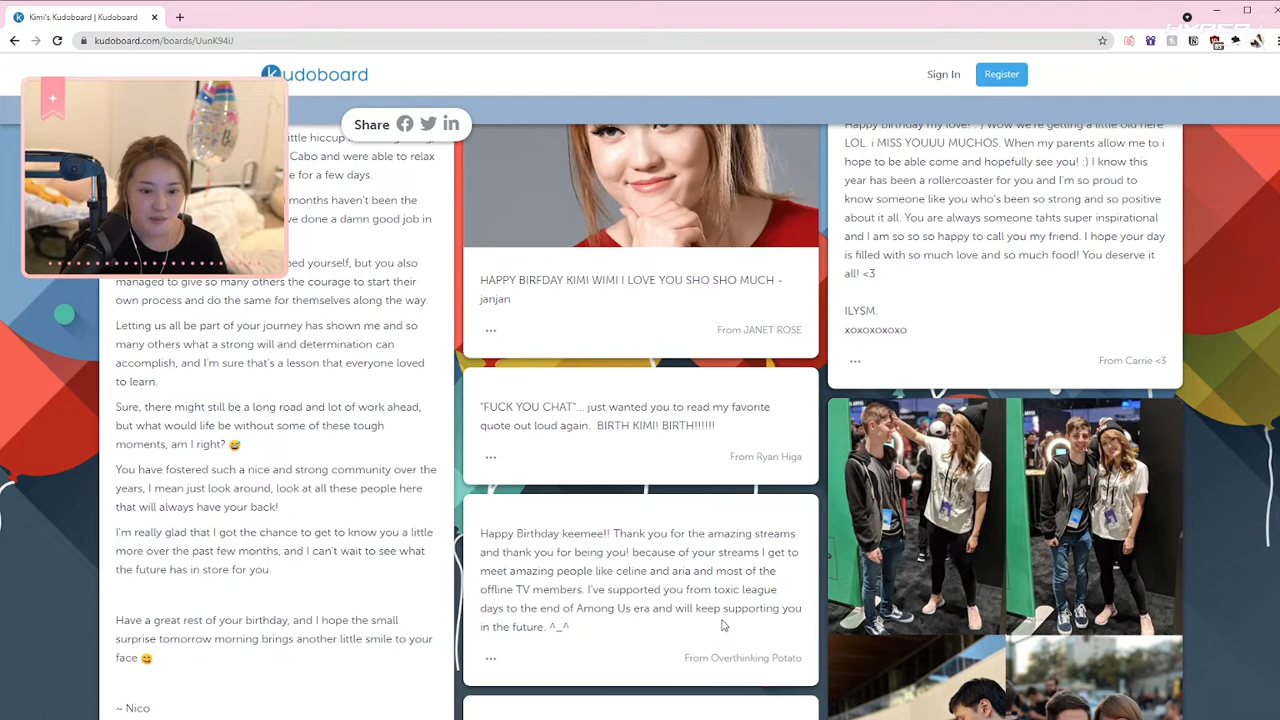 Kimi's Kudoboard | Kudoboard
kudoboard.com/boards/UunK94iJ
kudoboard
Sign In
Register
Share
ittle hiccup
Cabo and were able to relax
e for a few days.
months haven't been the
ve done a damn good job in
ped yourself, but you also
managed to give so many others the courage to start their
own process and do the same for themselves along the way.
Letting us all be part of your journey has shown me and so
many others what a strong will and determination can
accomplish, and I'm sure that's a lesson that everyone loved
to learn.
Sure, there might still be a long road and lot of work ahead,
but what would life be without some of these tough
moments, am I right? 😅
You have fostered such a nice and strong community over the
years, I mean just look around, look at all these people here
that will always have your back!
I'm really glad that I got the chance to get to know you a little
more over the past few months, and I can't wait to see what
the future has in store for you.
Have a great rest of your birthday, and I hope the small
surprise tomorrow morning brings another little smile to your
face 😋
~ Nico
HAPPY BIRFDAY KIMI WIMI I LOVE YOU SHO SHO MUCH -
janjan
From JANET ROSE
"FUCK YOU CHAT"... just wanted you to read my favorite
quote out loud again. BIRTH KIMI! BIRTH!!!!!!
From Ryan Higa
Happy Birthday keemee!! Thank you for the amazing streams
and thank you for being you! because of your streams I get to
meet amazing people like celine and aria and most of the
offline TV members. I've supported you from toxic league
days to the end of Among Us era and will keep supporting you
in the future. ^_^
From Overthinking Potato
Happy Birthday my love! :) Wow we're getting a little old here
LOL. i MISS YOUUU MUCHOS. When my parents allow me to i
hope to be able come and hopefully see you! :) I know this
year has been a rollercoaster for you and I'm so proud to
know someone like you who's been so strong and so positive
about it all. You are always someone tahts super inspirational
and I am so so so happy to call you my friend. I hope your day
is filled with so much love and so much food! You deserve it
all! <3
ILYSM.
xoxoxoxoxo
From Carrie <3